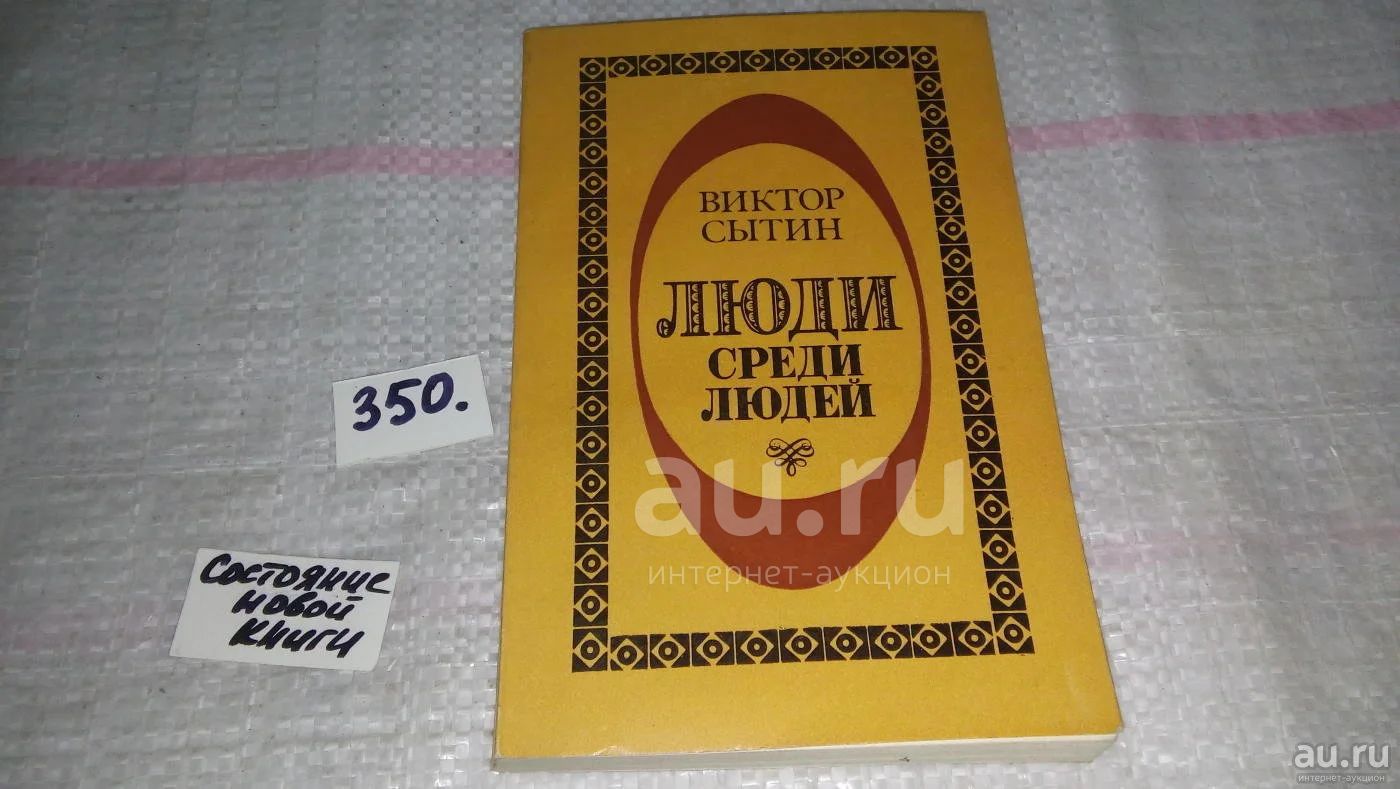 ВИКТОР
СЫТИН
ЛЮДИ
СРЕДИ
ЛЮДЕЙ
350.
Состояние
новой
книги
au.ru
интернет-аукцион
au.ru
интернет-аукцион